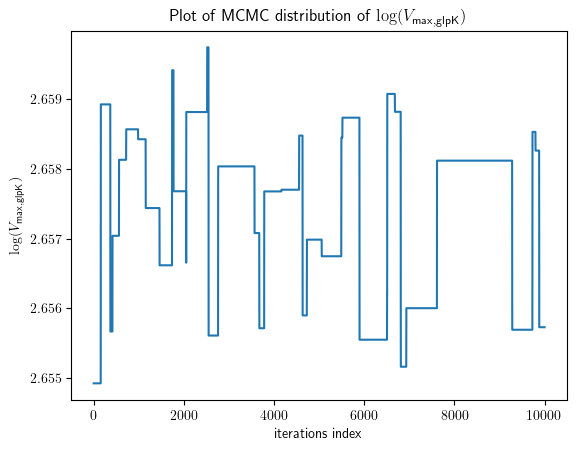 Plot of MCMC distribution of log(V_max,glpK)
2.659
2.658
2.657
2.656
2.655
log(V_max,glpK)
0 2000 4000 6000 8000 10000
iterations index